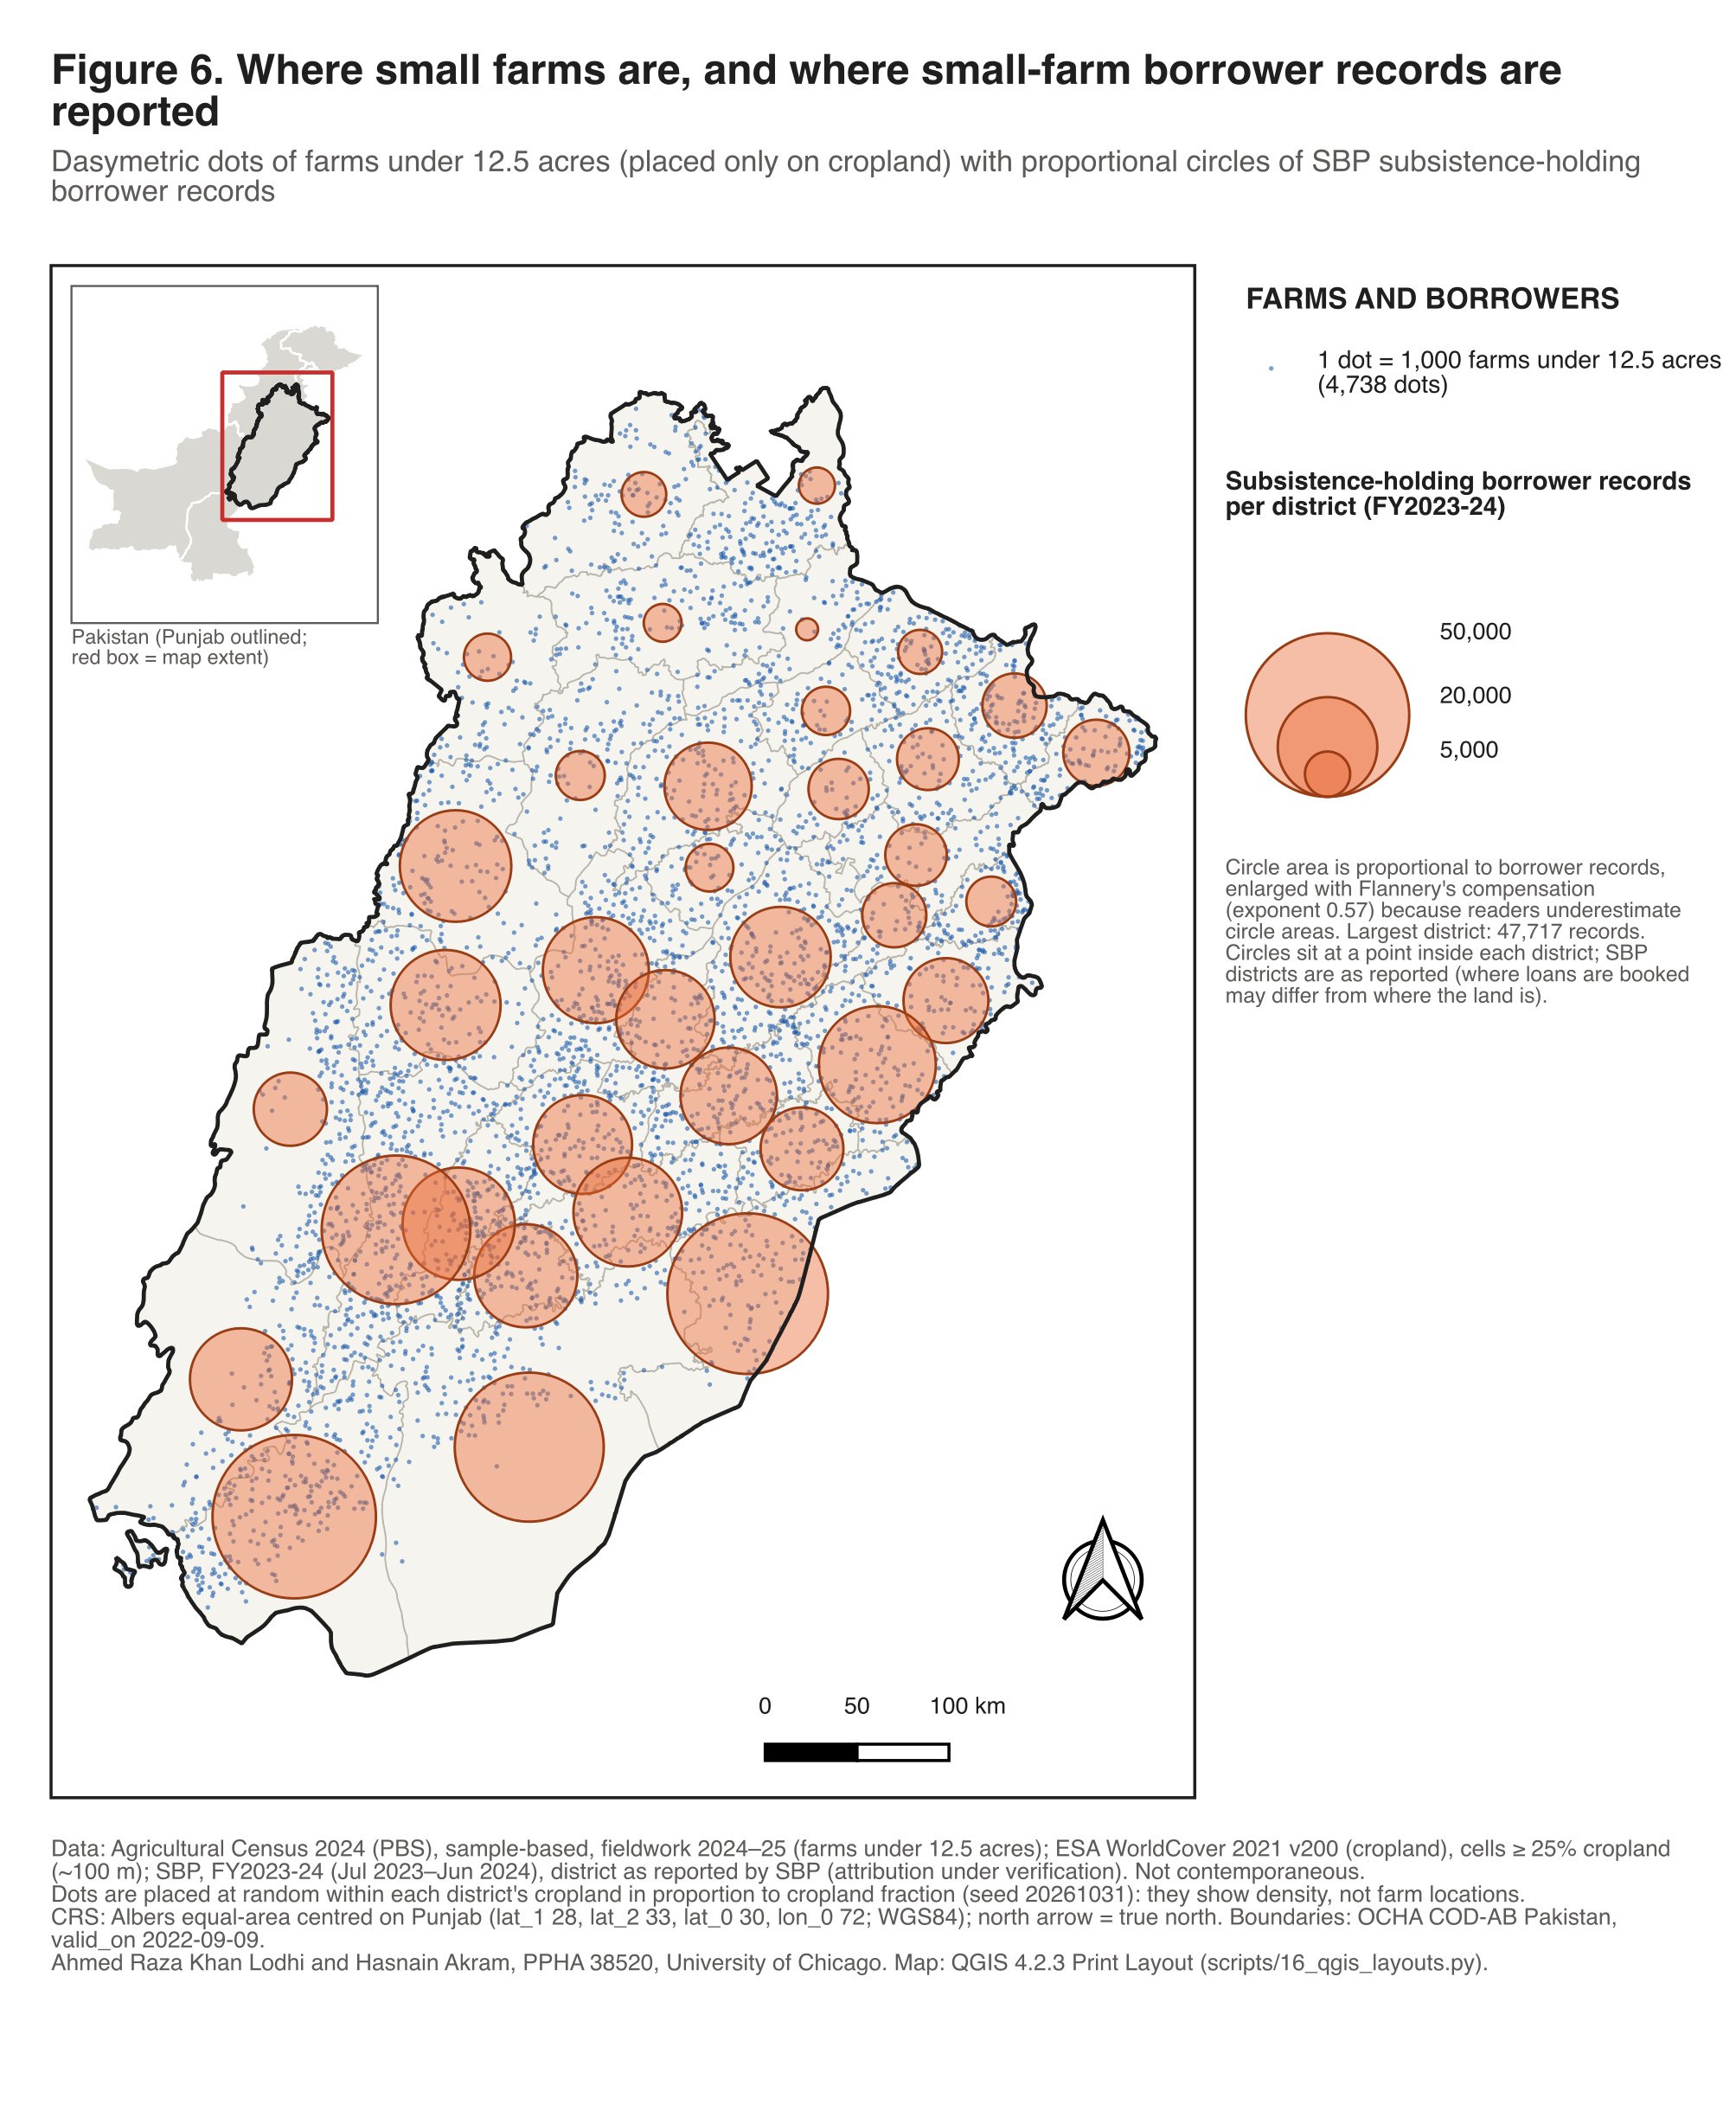 Figure 6. Where small farms are, and where small-farm borrower records are
reported
Dasymetric dots of farms under 12.5 acres (placed only on cropland) with proportional circles of SBP subsistence-holding
borrower records
Pakistan (Punjab outlined;
red box = map extent)
FARMS AND BORROWERS
1 dot = 1,000 farms under 12.5 acres
(4,738 dots)
Subsistence-holding borrower records
per district (FY2023-24)
50,000
20,000
5,000
Circle area is proportional to borrower records,
enlarged with Flannery's compensation
(exponent 0.57) because readers underestimate
circle areas. Largest district: 47,717 records.
Circles sit at a point inside each district; SBP
districts are as reported (where loans are booked
may differ from where the land is).
0 50 100 km
Data: Agricultural Census 2024 (PBS), sample-based, fieldwork 2024–25 (farms under 12.5 acres); ESA WorldCover 2021 v200 (cropland), cells ≥ 25% cropland
(~100 m); SBP, FY2023-24 (Jul 2023–Jun 2024), district as reported by SBP (attribution under verification). Not contemporaneous.
Dots are placed at random within each district's cropland in proportion to cropland fraction (seed 20261031): they show density, not farm locations.
CRS: Albers equal-area centred on Punjab (lat_1 28, lat_2 33, lat_0 30, lon_0 72; WGS84); north arrow = true north. Boundaries: OCHA COD-AB Pakistan,
valid_on 2022-09-09.
Ahmed Raza Khan Lodhi and Hasnain Akram, PPHA 38520, University of Chicago. Map: QGIS 4.2.3 Print Layout (scripts/16_qgis_layouts.py).